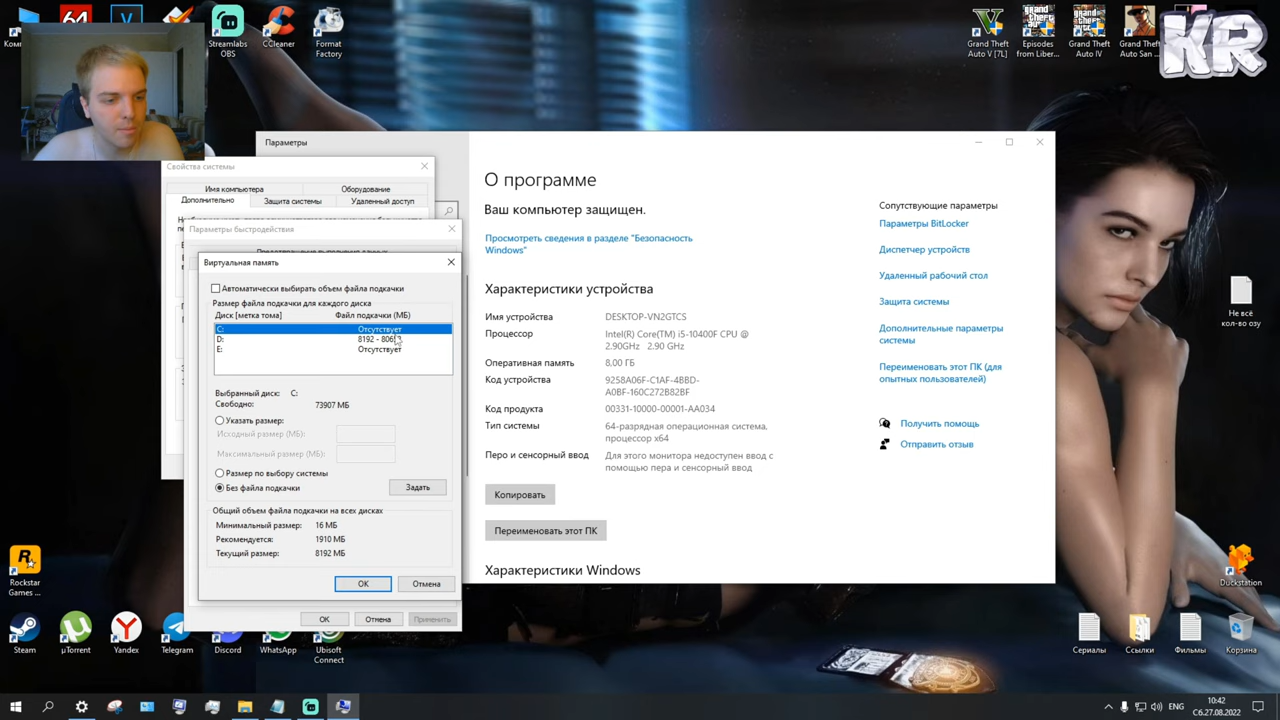 Streamlabs
OBS
CCleaner
Format
Factory
Grand Theft
Auto V [7L]
Episodes
from Liber...
Grand Theft
Auto IV
Grand Theft
Auto San ...
KR
Параметры
О программе
Ваш компьютер защищен.
Просмотреть сведения в разделе "Безопасность
Windows"
Характеристики устройства
Имя устройства DESKTOP-VN2GTCS
Процессор Intel(R) Core(TM) i5-10400F CPU @
2.90GHz 2.90 GHz
Оперативная память 8,00 ГБ
Код устройства 9258A06F-C1AF-4BBD-
A0BF-160C272B82BF
Код продукта 00331-10000-00001-AA034
Тип системы 64-разрядная операционная система,
процессор x64
Перо и сенсорный ввод Для этого монитора недоступен ввод с
помощью пера и сенсорный ввод
Копировать
Переименовать этот ПК
Характеристики Windows
Сопутствующие параметры
Параметры BitLocker
Диспетчер устройств
Удаленный рабочий стол
Защита системы
Дополнительные параметры
системы
Переименовать этот ПК (для
опытных пользователей)
Получить помощь
Отправить отзыв
Свойства системы
Имя компьютера Оборудование
Дополнительно Защита системы Удаленный доступ
Параметры быстродействия
Виртуальная память
Автоматически выбирать объем файла подкачки
Размер файла подкачки для каждого диска
Диск [метка тома] Файл подкачки (МБ)
C: Отсутствует
D: 8192 -
E: Отсутствует
Выбранный диск: C:
Свободно: 73907 МБ
Указать размер:
Исходный размер (МБ):
Максимальный размер (МБ):
Размер по выбору системы
Без файла подкачки
Задать
Общий объем файла подкачки на всех дисках
Минимальный размер: 16 МБ
Рекомендуется: 1910 МБ
Текущий размер: 8192 МБ
ОК Отмена
ОК Отмена Применить
Не всё
кол-во озу
Duckstation
Rockstar
Games ...
Steam
µTorrent
Yandex
Telegram
Discord
WhatsApp
Ubisoft
Connect
Сериалы
Ссылки
Фильмы
Корзина
ENG
10:42
Сб.27.08.2022